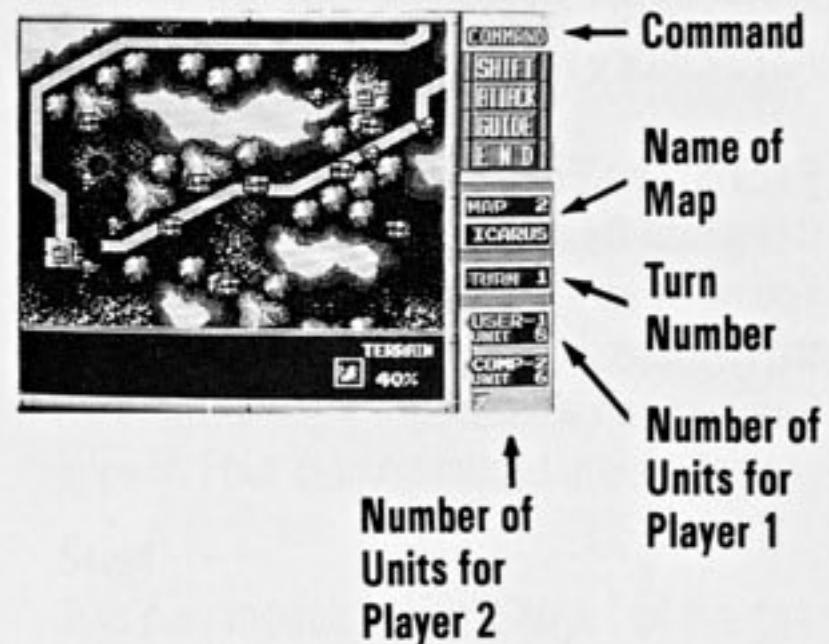 COMMAND
SHIFT
ATTACK
GUIDE
END
MAP 2
ICARUS
TURN 1
USER-1
UNIT 6
COMP-2
UNIT 6
TERRAIN
40%
Command
Name of
Map
Turn
Number
Number of
Units for
Player 1
Number of
Units for
Player 2